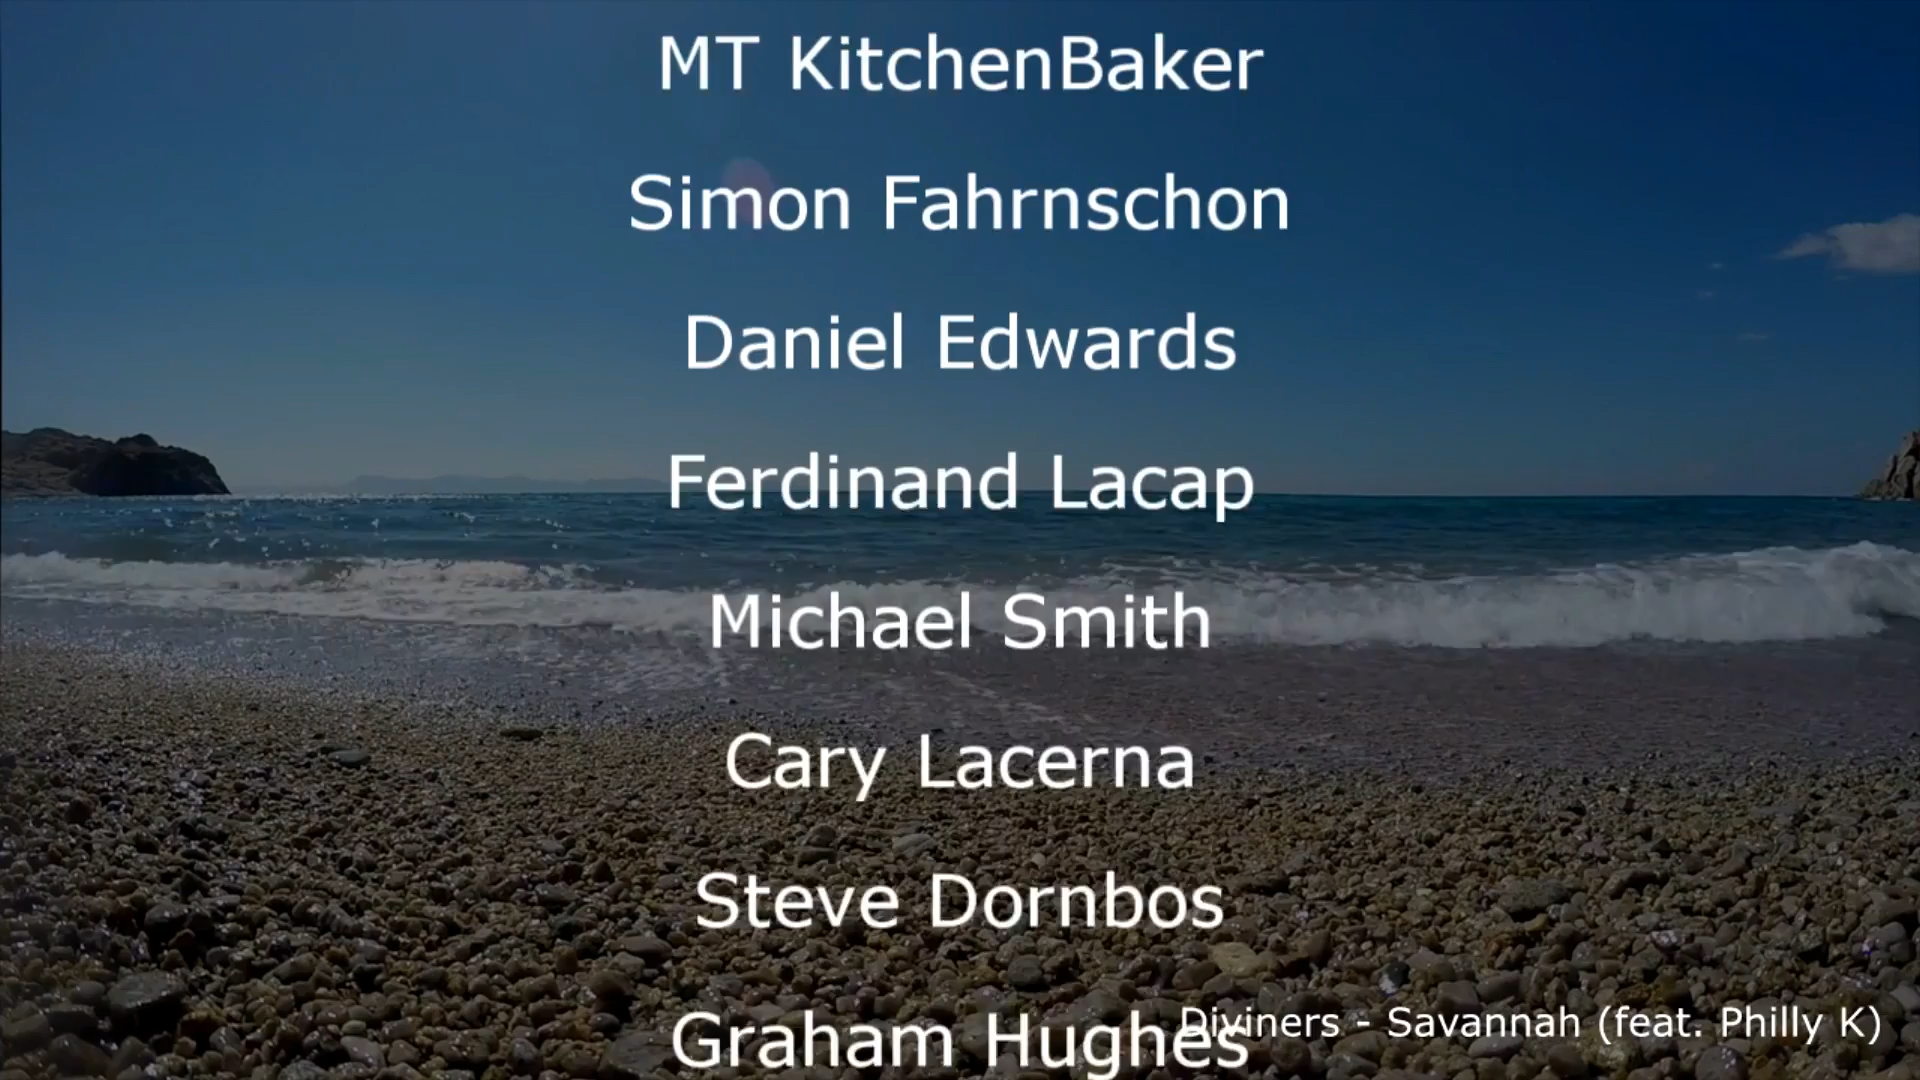 MT KitchenBaker
Simon Fahrnschon
Daniel Edwards
Ferdinand Lacap
Michael Smith
Cary Lacerna
Steve Dornbos
Graham Hughes
Diviners - Savannah (feat. Philly K)